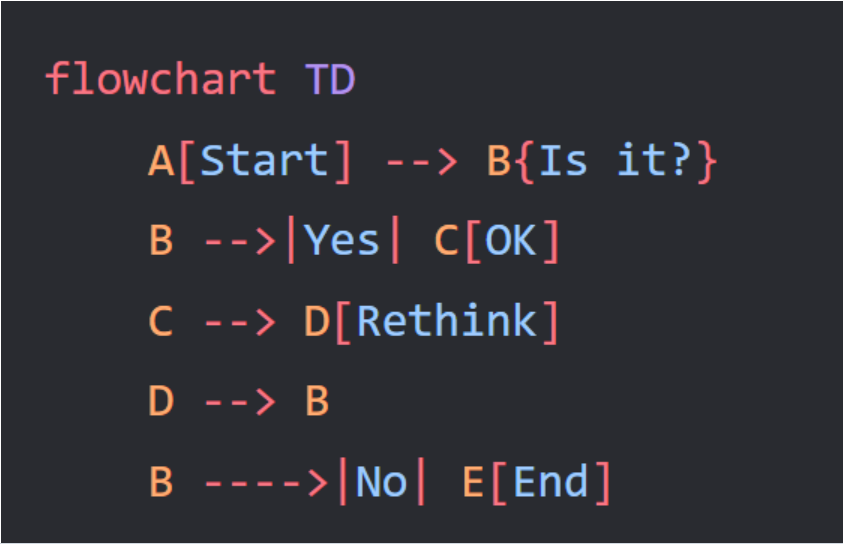 flowchart TD
    A[Start] --> B{Is it?}
    B -->|Yes| C[OK]
    C --> D[Rethink]
    D --> B
    B ---->|No| E[End]